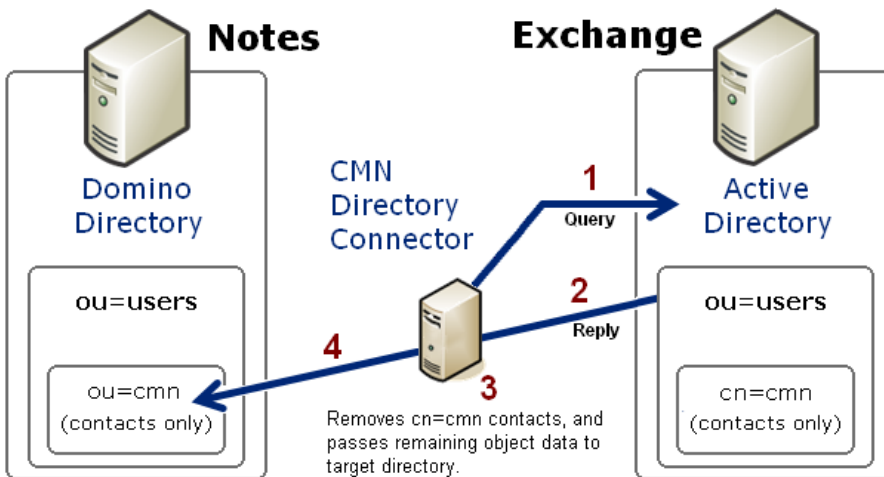 Notes
Exchange
Domino
Directory
CMN
Directory
Connector
1
Query
Active
Directory
ou=users
ou=cmn
(contacts only)
4
2
Reply
3
Removes cn=cmn contacts, and
passes remaining object data to
target directory.
ou=users
cn=cmn
(contacts only)